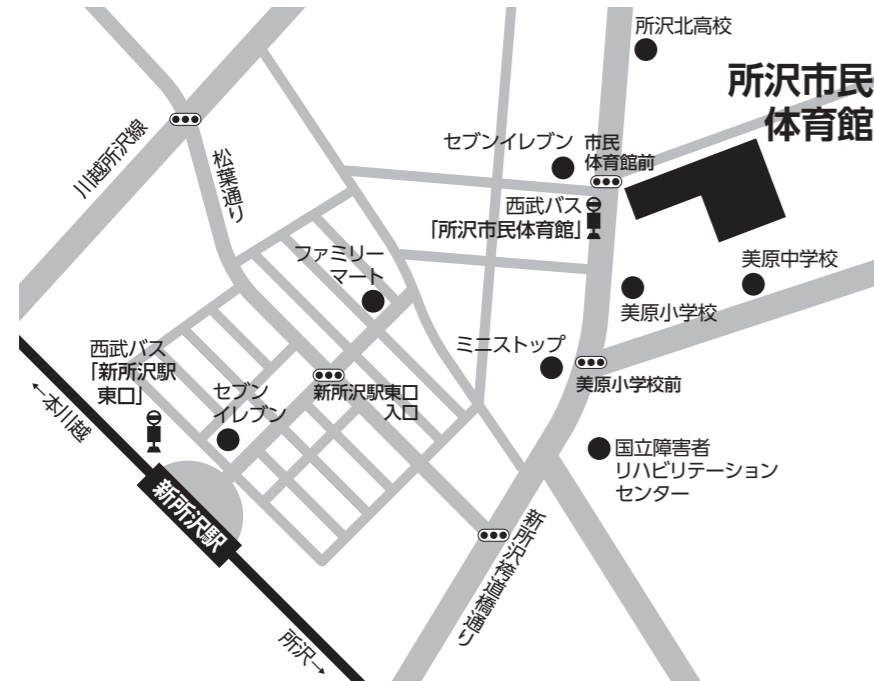 所沢北高校
所沢市民
体育館
川越所沢線
松葉通り
セブンイレブン
市民
体育館前
西武バス
「所沢市民体育館」
ファミリー
マート
美原中学校
美原小学校
ミニストップ
美原小学校前
西武バス
「新所沢駅
東口」
セブン
イレブン
新所沢駅東口
入口
←本川越
国立障害者
リハビリテーション
センター
新所沢駅
新所沢袴道橋通り
所沢→